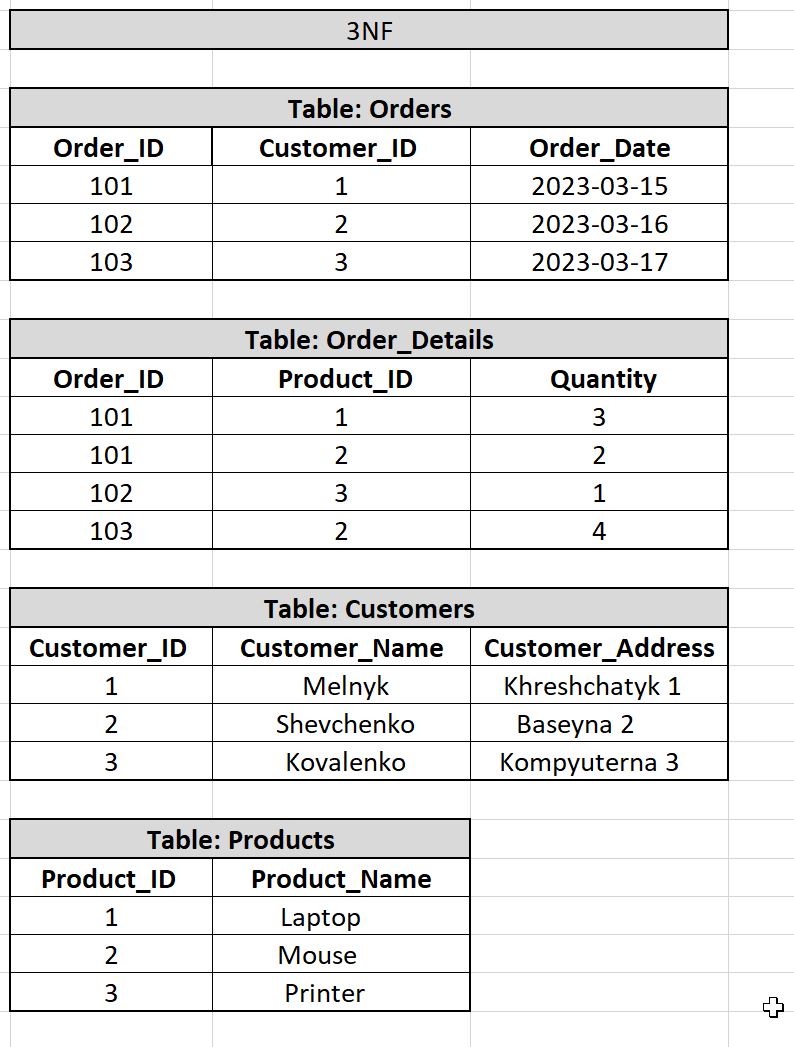 3NF
Table: Orders
Order_ID Customer_ID Order_Date
101 1 2023-03-15
102 2 2023-03-16
103 3 2023-03-17
Table: Order_Details
Order_ID Product_ID Quantity
101 1 3
101 2 2
102 3 1
103 2 4
Table: Customers
Customer_ID Customer_Name Customer_Address
1 Melnyk Khreshchatyk 1
2 Shevchenko Baseyna 2
3 Kovalenko Kompyuterna 3
Table: Products
Product_ID Product_Name
1 Laptop
2 Mouse
3 Printer